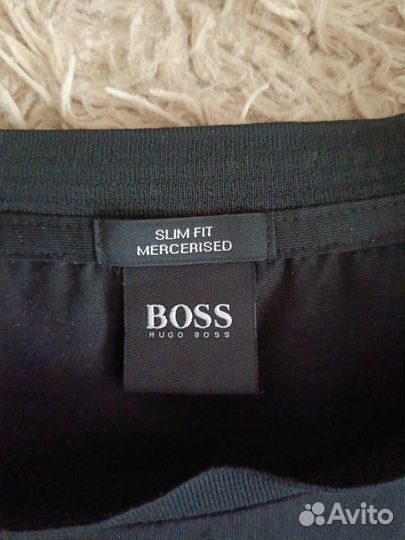 SLIM FIT
MERCERISED
BOSS
HUGO BOSS
Avito